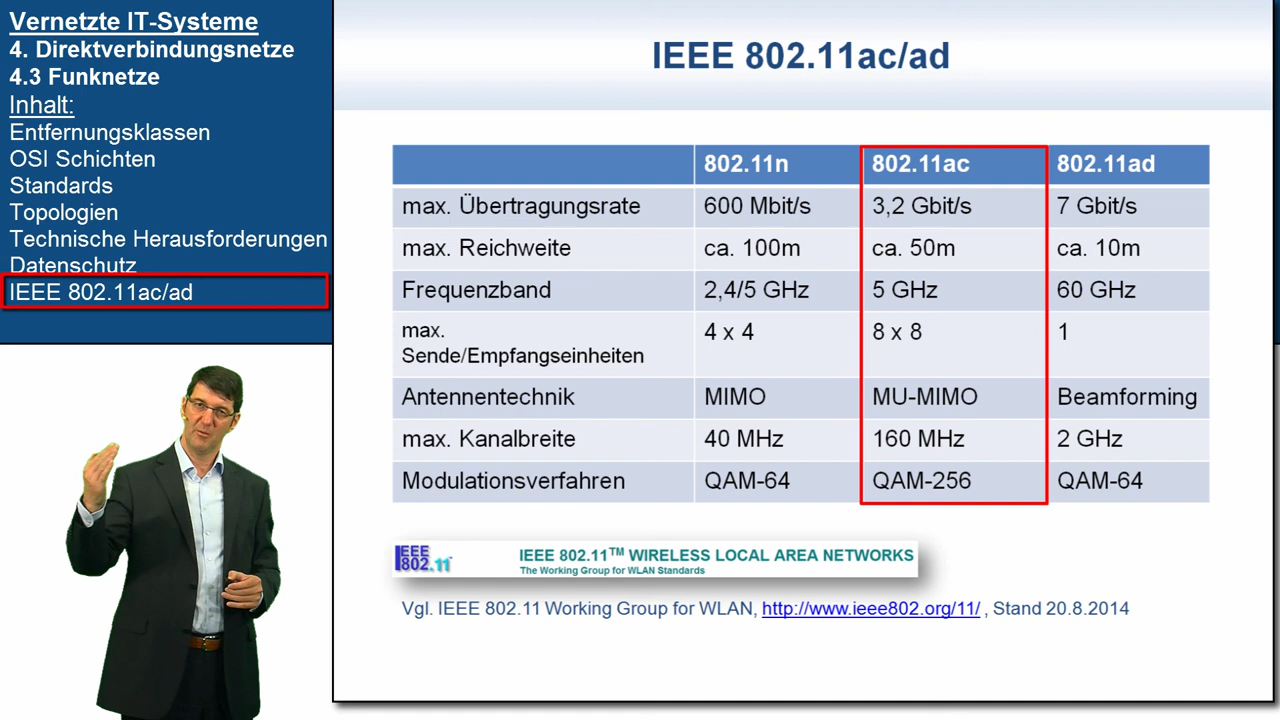 Vernetzte IT-Systeme
4. Direktverbindungsnetze
4.3 Funknetze
Inhalt:
Entfernungsklassen
OSI Schichten
Standards
Topologien
Technische Herausforderungen
Datenschutz
IEEE 802.11ac/ad
IEEE 802.11ac/ad
802.11n 802.11ac 802.11ad
max. Übertragungsrate 600 Mbit/s 3,2 Gbit/s 7 Gbit/s
max. Reichweite ca. 100m ca. 50m ca. 10m
Frequenzband 2,4/5 GHz 5 GHz 60 GHz
max. 4 x 4 8 x 8 1
Sende/Empfangseinheiten
Antennentechnik MIMO MU-MIMO Beamforming
max. Kanalbreite 40 MHz 160 MHz 2 GHz
Modulationsverfahren QAM-64 QAM-256 QAM-64
IEEE
802.11™
IEEE 802.11™ WIRELESS LOCAL AREA NETWORKS
The Working Group for WLAN Standards
Vgl. IEEE 802.11 Working Group for WLAN, http://www.ieee802.org/11/ , Stand 20.8.2014